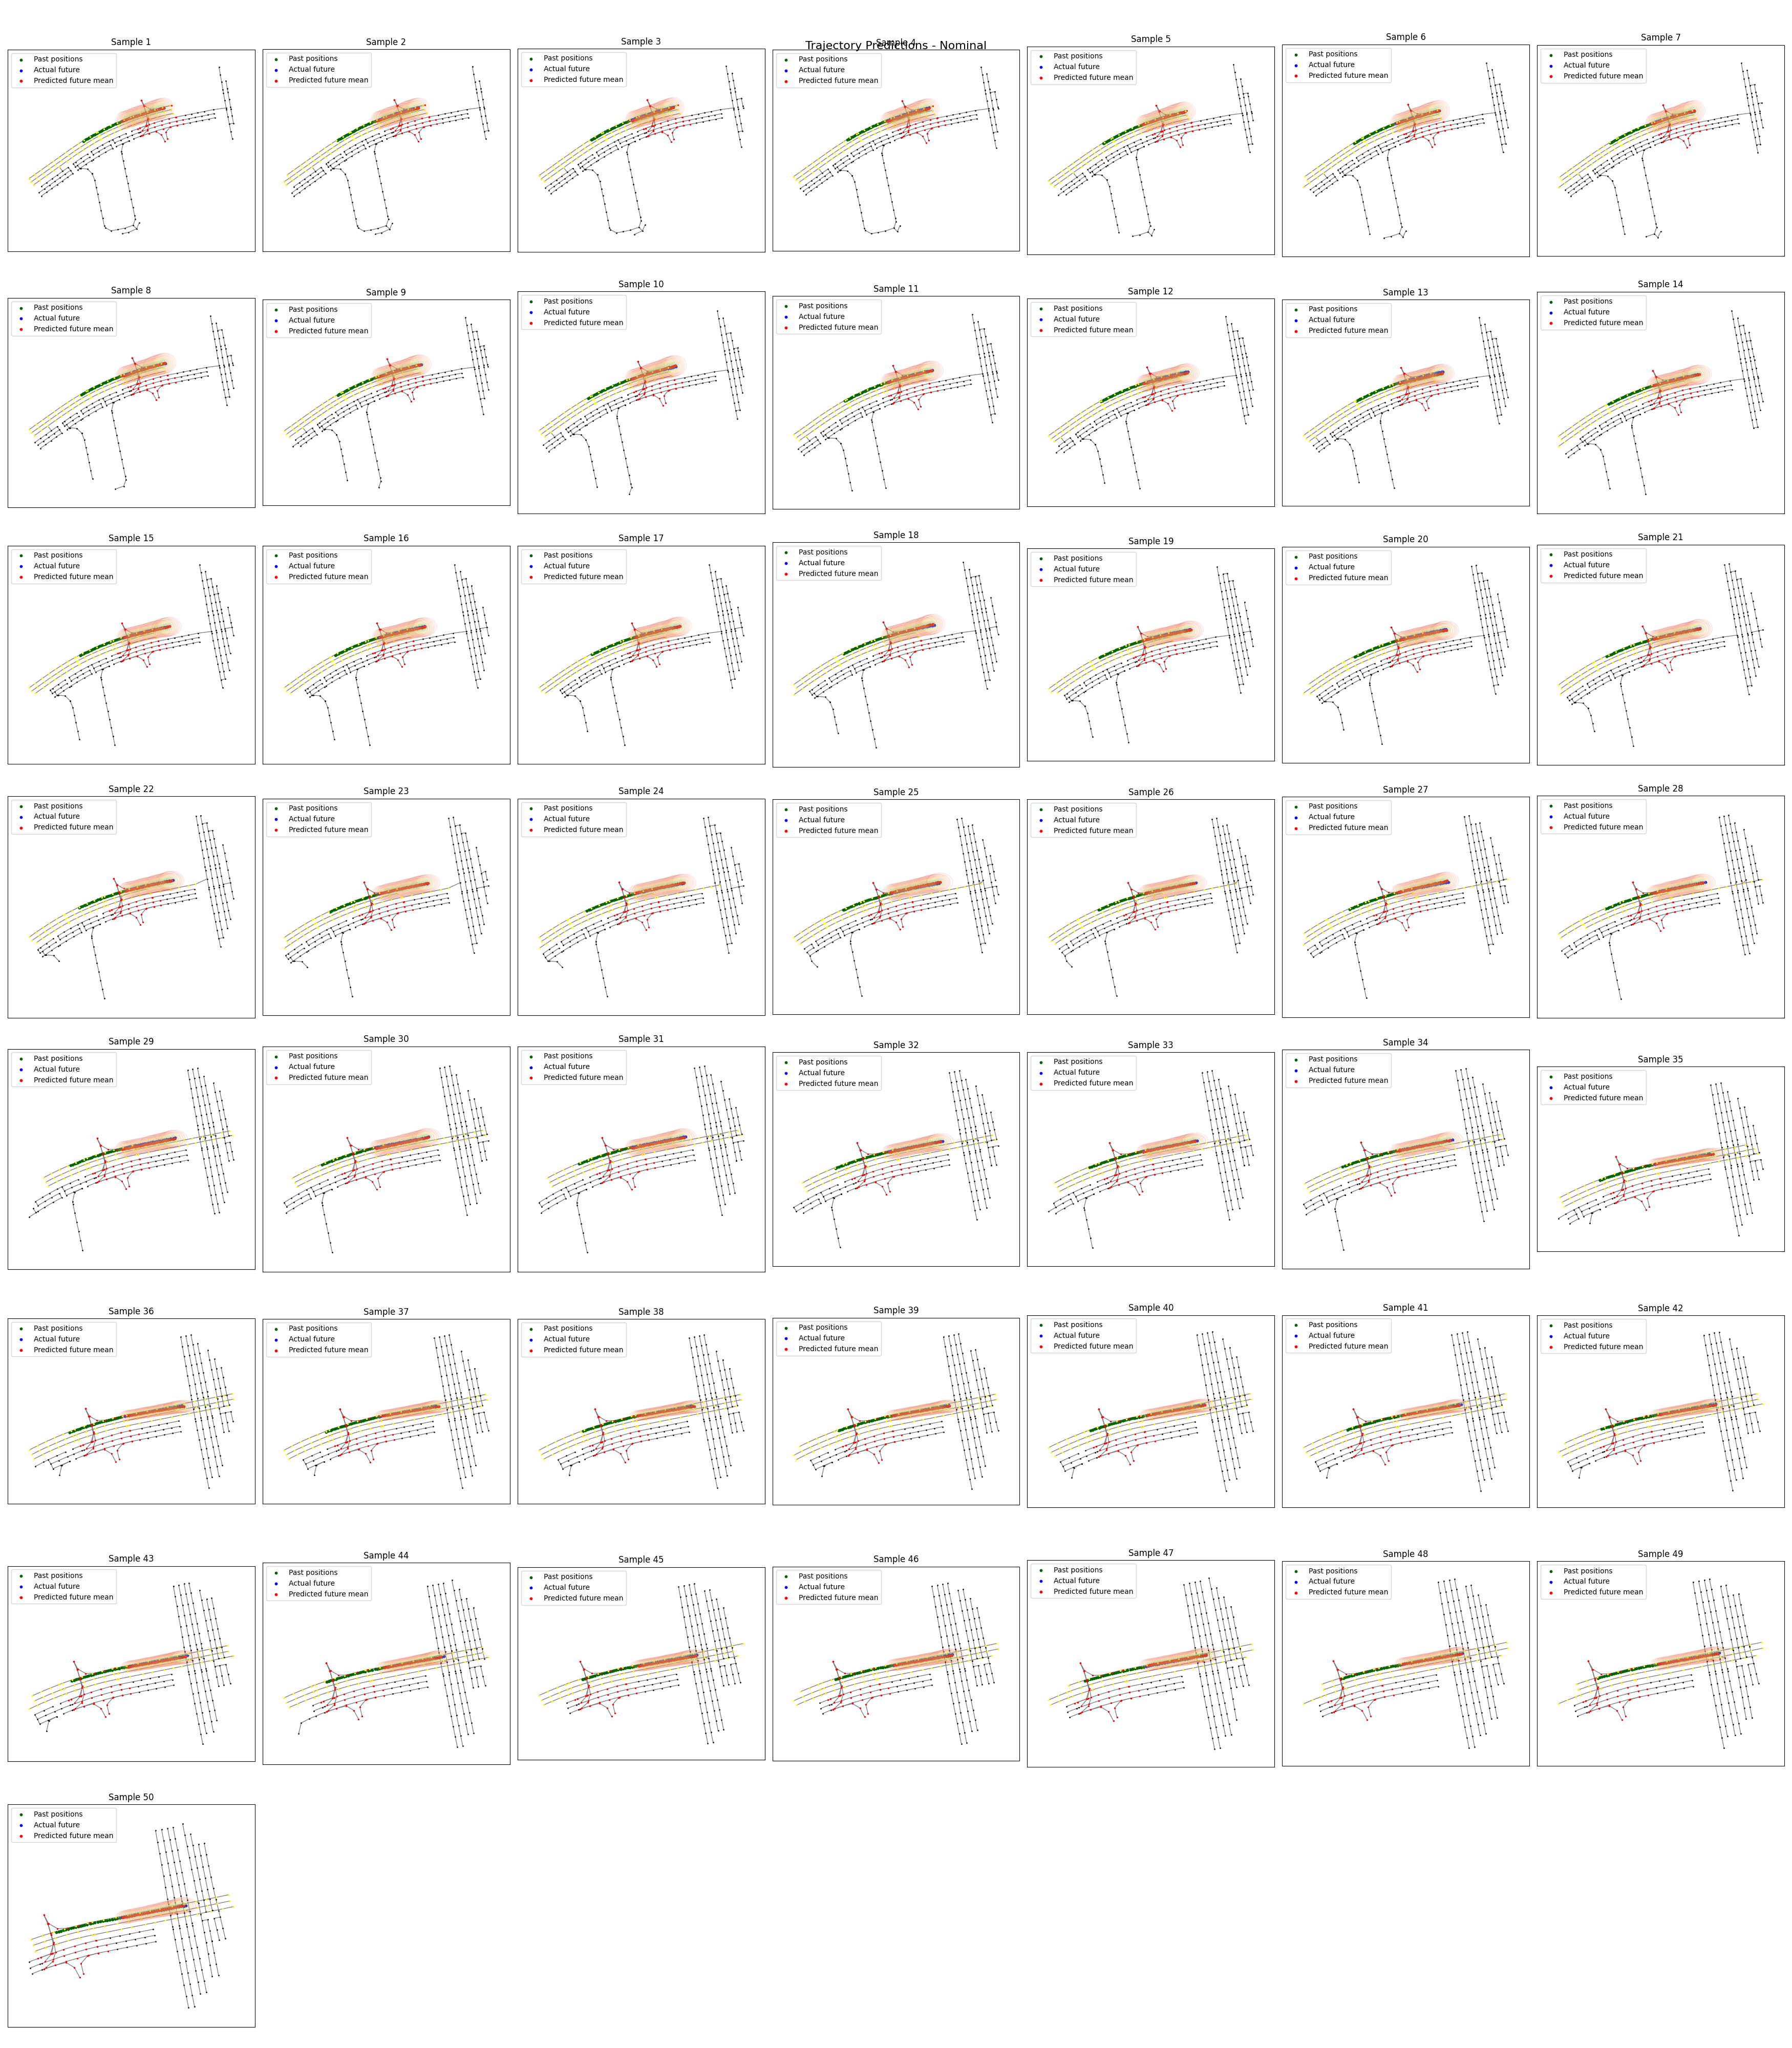 Trajectory Predictions - Nominal
Sample 1
Past positions
Actual future
Predicted future mean
Sample 2
Past positions
Actual future
Predicted future mean
Sample 3
Past positions
Actual future
Predicted future mean
Sample 4
Past positions
Actual future
Predicted future mean
Sample 5
Past positions
Actual future
Predicted future mean
Sample 6
Past positions
Actual future
Predicted future mean
Sample 7
Past positions
Actual future
Predicted future mean
Sample 8
Past positions
Actual future
Predicted future mean
Sample 9
Past positions
Actual future
Predicted future mean
Sample 10
Past positions
Actual future
Predicted future mean
Sample 11
Past positions
Actual future
Predicted future mean
Sample 12
Past positions
Actual future
Predicted future mean
Sample 13
Past positions
Actual future
Predicted future mean
Sample 14
Past positions
Actual future
Predicted future mean
Sample 15
Past positions
Actual future
Predicted future mean
Sample 16
Past positions
Actual future
Predicted future mean
Sample 17
Past positions
Actual future
Predicted future mean
Sample 18
Past positions
Actual future
Predicted future mean
Sample 19
Past positions
Actual future
Predicted future mean
Sample 20
Past positions
Actual future
Predicted future mean
Sample 21
Past positions
Actual future
Predicted future mean
Sample 22
Past positions
Actual future
Predicted future mean
Sample 23
Past positions
Actual future
Predicted future mean
Sample 24
Past positions
Actual future
Predicted future mean
Sample 25
Past positions
Actual future
Predicted future mean
Sample 26
Past positions
Actual future
Predicted future mean
Sample 27
Past positions
Actual future
Predicted future mean
Sample 28
Past positions
Actual future
Predicted future mean
Sample 29
Past positions
Actual future
Predicted future mean
Sample 30
Past positions
Actual future
Predicted future mean
Sample 31
Past positions
Actual future
Predicted future mean
Sample 32
Past positions
Actual future
Predicted future mean
Sample 33
Past positions
Actual future
Predicted future mean
Sample 34
Past positions
Actual future
Predicted future mean
Sample 35
Past positions
Actual future
Predicted future mean
Sample 36
Past positions
Actual future
Predicted future mean
Sample 37
Past positions
Actual future
Predicted future mean
Sample 38
Past positions
Actual future
Predicted future mean
Sample 39
Past positions
Actual future
Predicted future mean
Sample 40
Past positions
Actual future
Predicted future mean
Sample 41
Past positions
Actual future
Predicted future mean
Sample 42
Past positions
Actual future
Predicted future mean
Sample 43
Past positions
Actual future
Predicted future mean
Sample 44
Past positions
Actual future
Predicted future mean
Sample 45
Past positions
Actual future
Predicted future mean
Sample 46
Past positions
Actual future
Predicted future mean
Sample 47
Past positions
Actual future
Predicted future mean
Sample 48
Past positions
Actual future
Predicted future mean
Sample 49
Past positions
Actual future
Predicted future mean
Sample 50
Past positions
Actual future
Predicted future mean